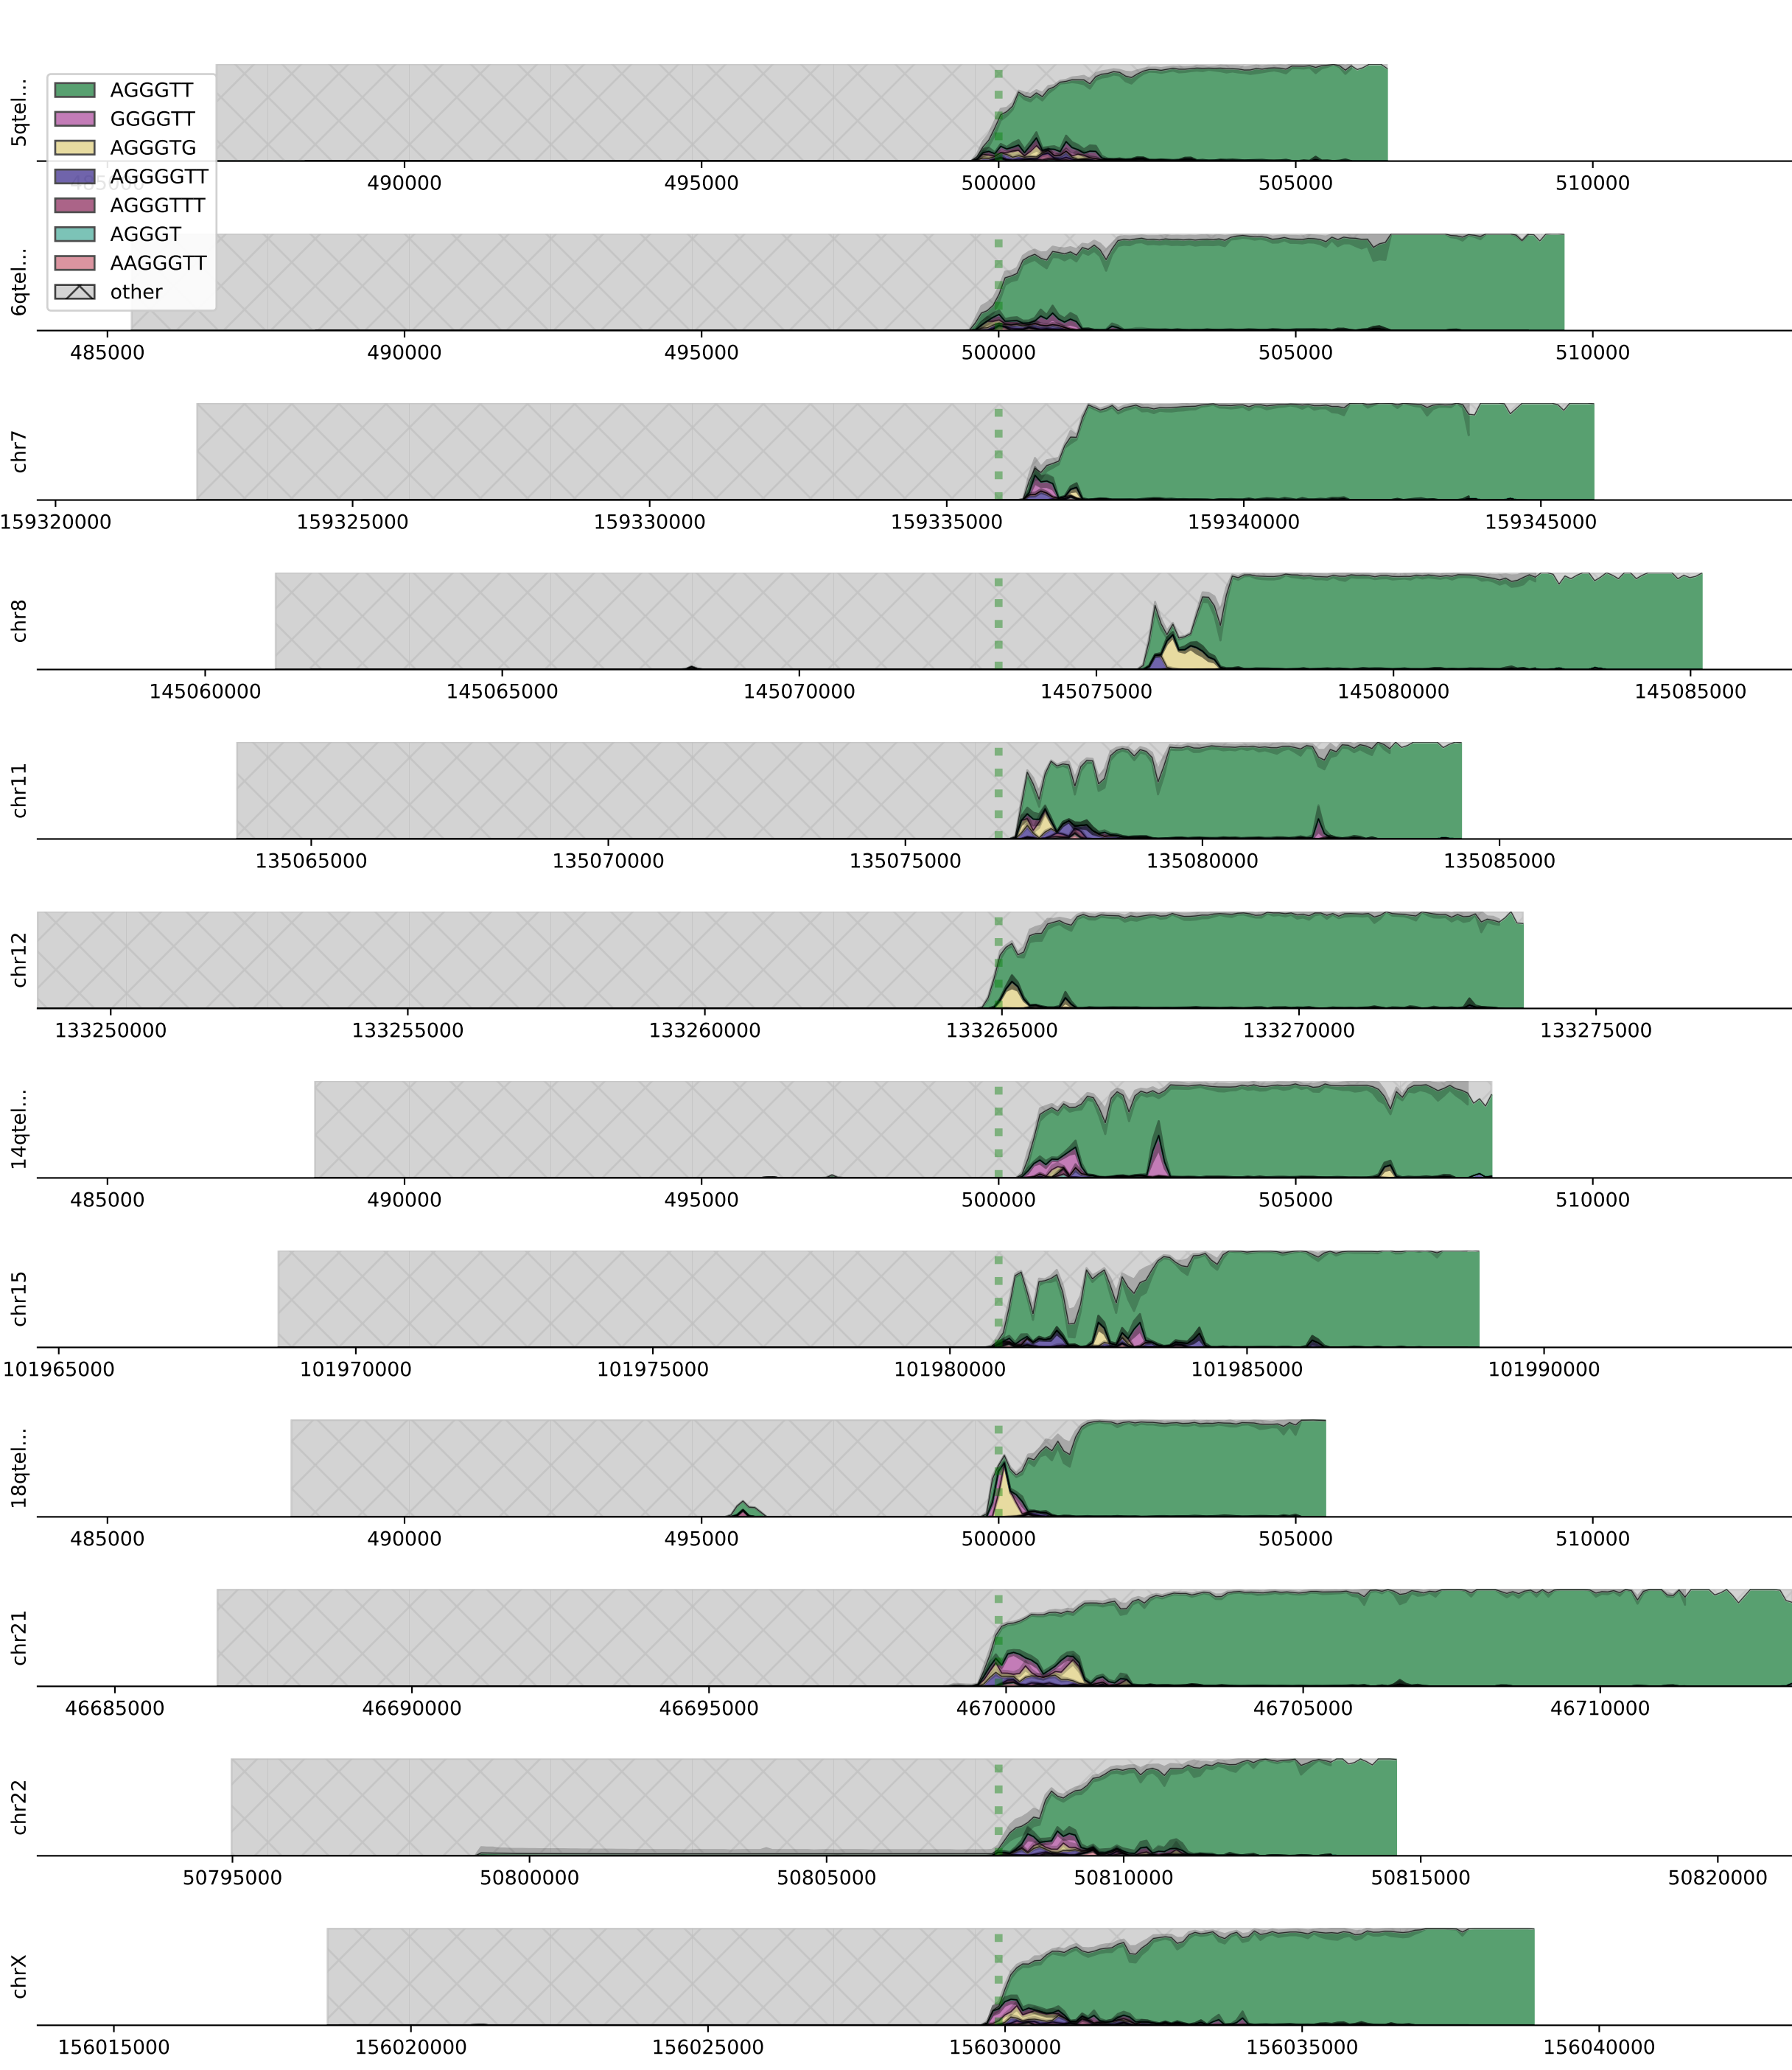 5qtel...
AGGGTT
GGGGTT
AGGGTG
AGGGGTT
AGGGTTT
AGGGT
AAGGGTT
other
485000 490000 495000 500000 505000 510000
6qtel...
485000 490000 495000 500000 505000 510000
chr7
159320000 159325000 159330000 159335000 159340000 159345000
chr8
145060000 145065000 145070000 145075000 145080000 145085000
chr11
135065000 135070000 135075000 135080000 135085000
chr12
133250000 133255000 133260000 133265000 133270000 133275000
14qtel...
485000 490000 495000 500000 505000 510000
chr15
101965000 101970000 101975000 101980000 101985000 101990000
18qtel...
485000 490000 495000 500000 505000 510000
chr21
46685000 46690000 46695000 46700000 46705000 46710000
chr22
50795000 50800000 50805000 50810000 50815000 50820000
chrX
156015000 156020000 156025000 156030000 156035000 156040000